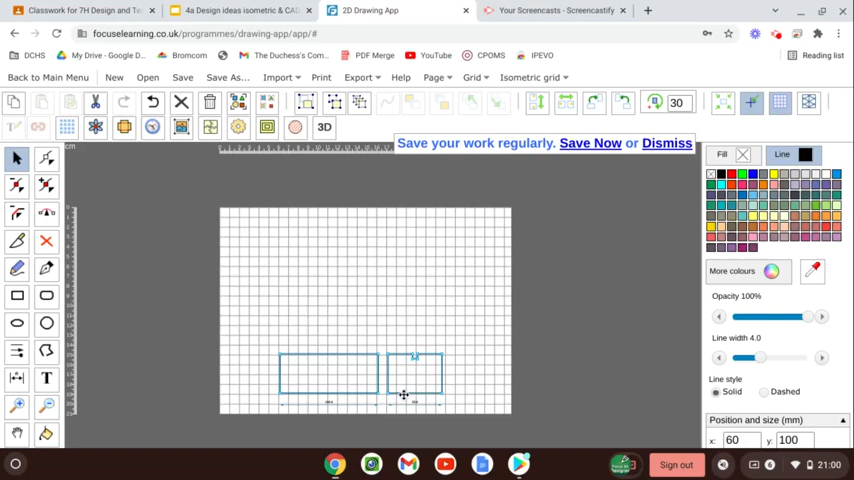 Classwork for 7H Design and Te
4a Design ideas isometric & CAD
2D Drawing App
Your Screencasts - Screencastify
focuselearning.co.uk/programmes/drawing-app/app/#
DCHS
My Drive - Google D...
Bromcom
The Duchess's Com...
PDF Merge
YouTube
CPOMS
IPEVO
Reading list
Back to Main Menu
New
Open
Save
Save As...
Import
Print
Export
Help
Page
Grid
Isometric grid
30
3D
cm
Save your work regularly. Save Now or Dismiss
Fill
Line
More colours
Opacity 100%
Line width 4.0
Line style
Solid
Dashed
Position and size (mm)
x: 60 y: 100
Sign out
6
21:00